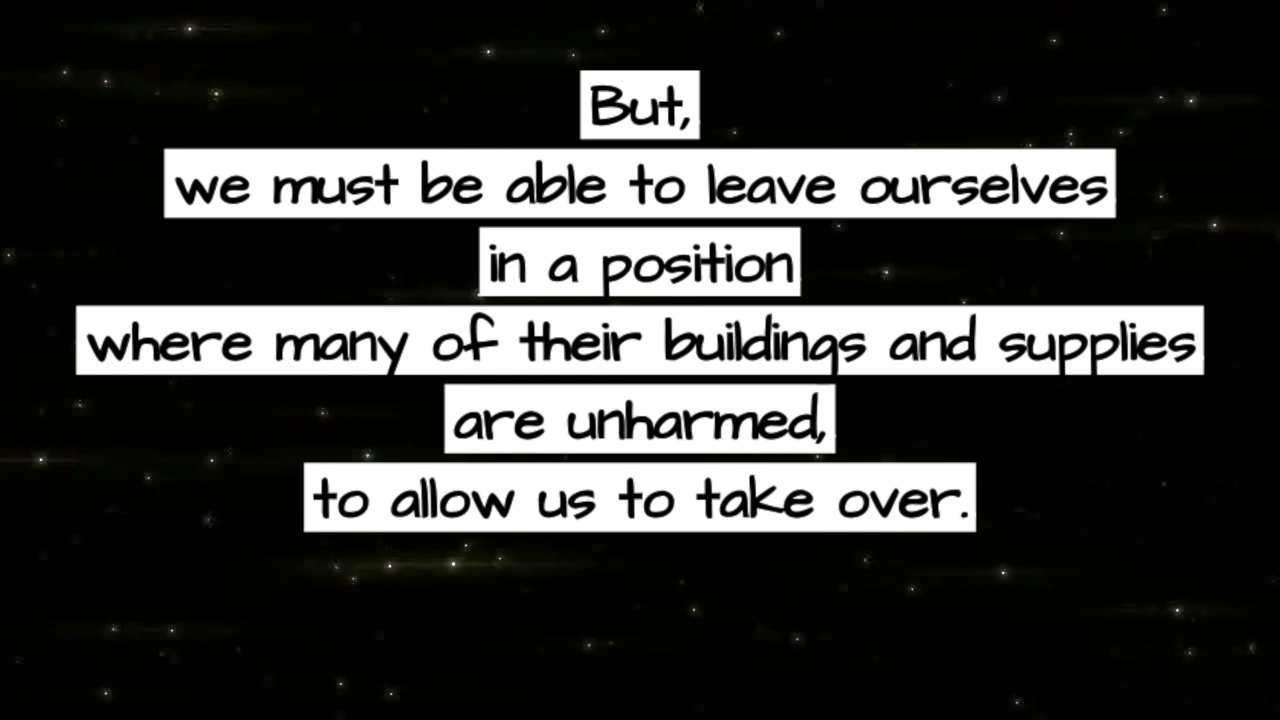 But,
we must be able to leave ourselves
in a position
where many of their buildings and supplies
are unharmed,
to allow us to take over.